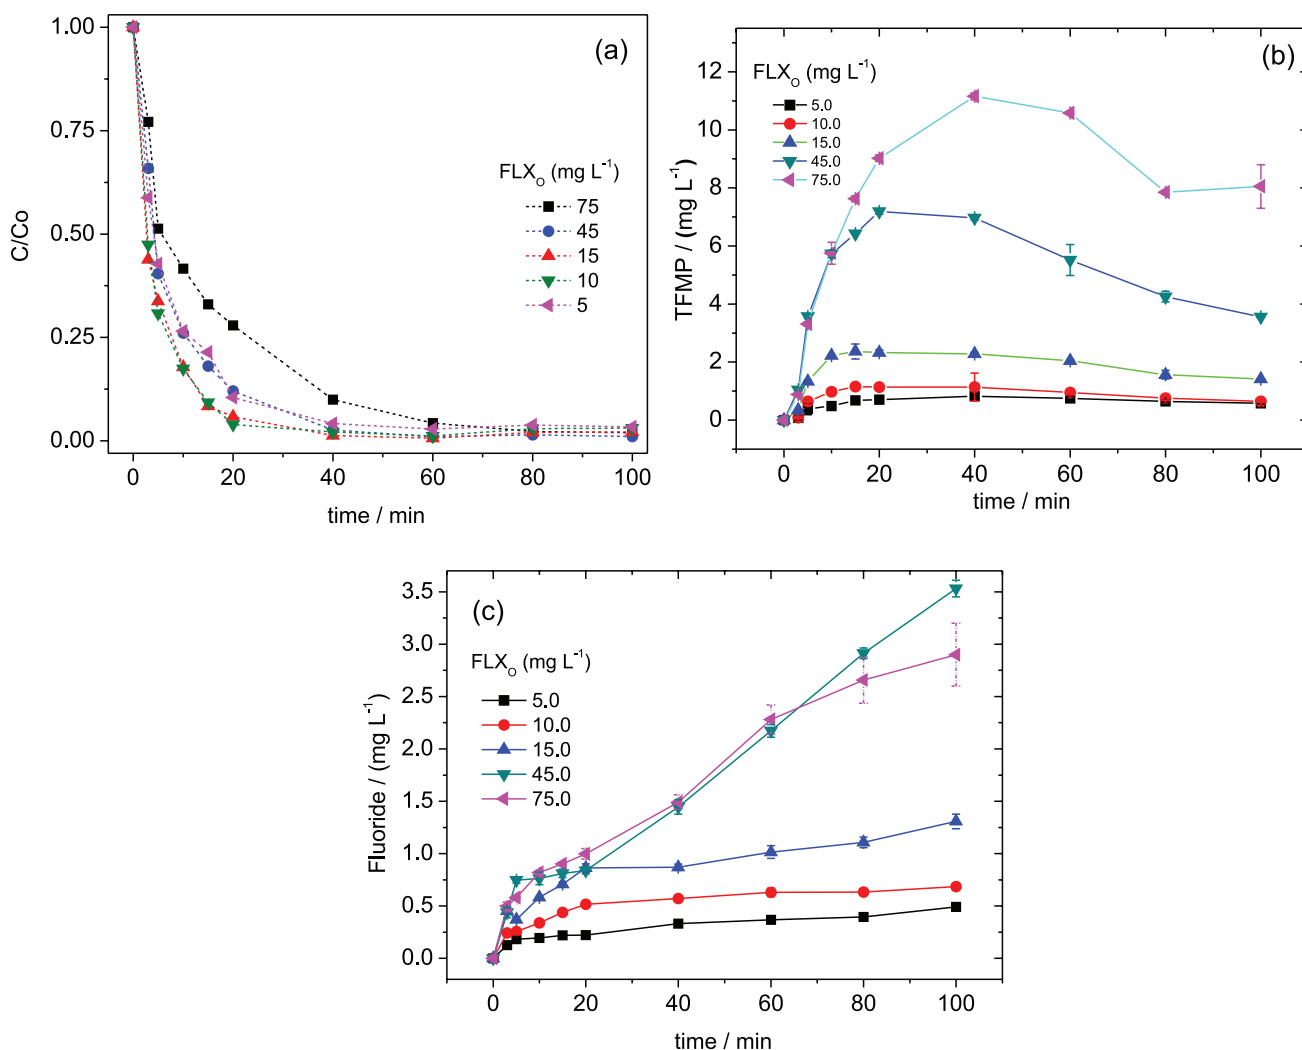 (a)
1.00
0.75
0.50
0.25
0.00
C/Co
FLX₀ (mg L⁻¹)
75
45
15
10
5
0 20 40 60 80 100
time / min
(b)
12
10
8
6
4
2
0
TFMP / (mg L⁻¹)
FLX₀ (mg L⁻¹)
5.0
10.0
15.0
45.0
75.0
0 20 40 60 80 100
time / min
(c)
3.5
3.0
2.5
2.0
1.5
1.0
0.5
0.0
Fluoride / (mg L⁻¹)
FLX₀ (mg L⁻¹)
5.0
10.0
15.0
45.0
75.0
0 20 40 60 80 100
time / min